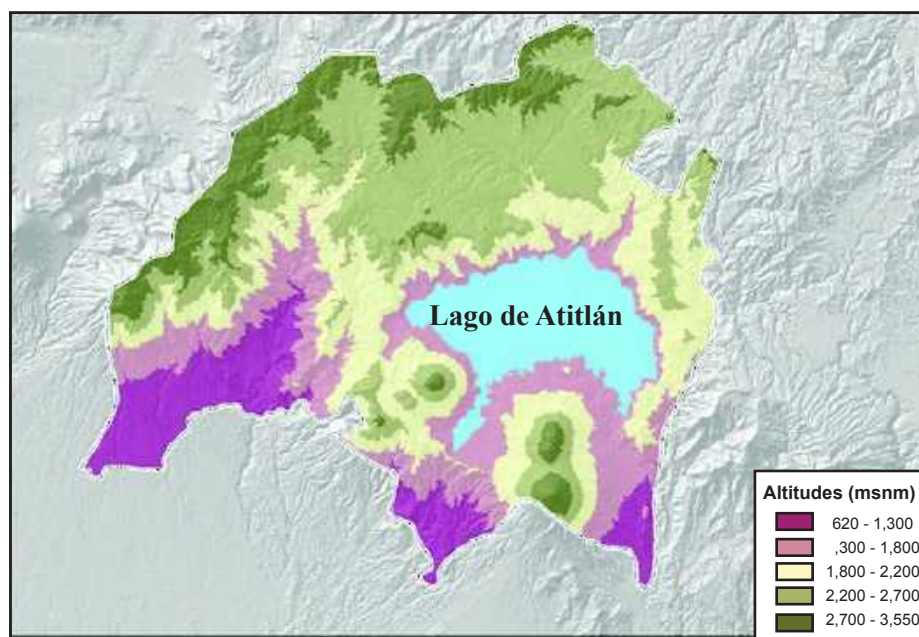 Lago de Atitlán
Altitudes (msnm)
620 - 1,300
,300 - 1,800
1,800 - 2,200
2,200 - 2,700
2,700 - 3,550